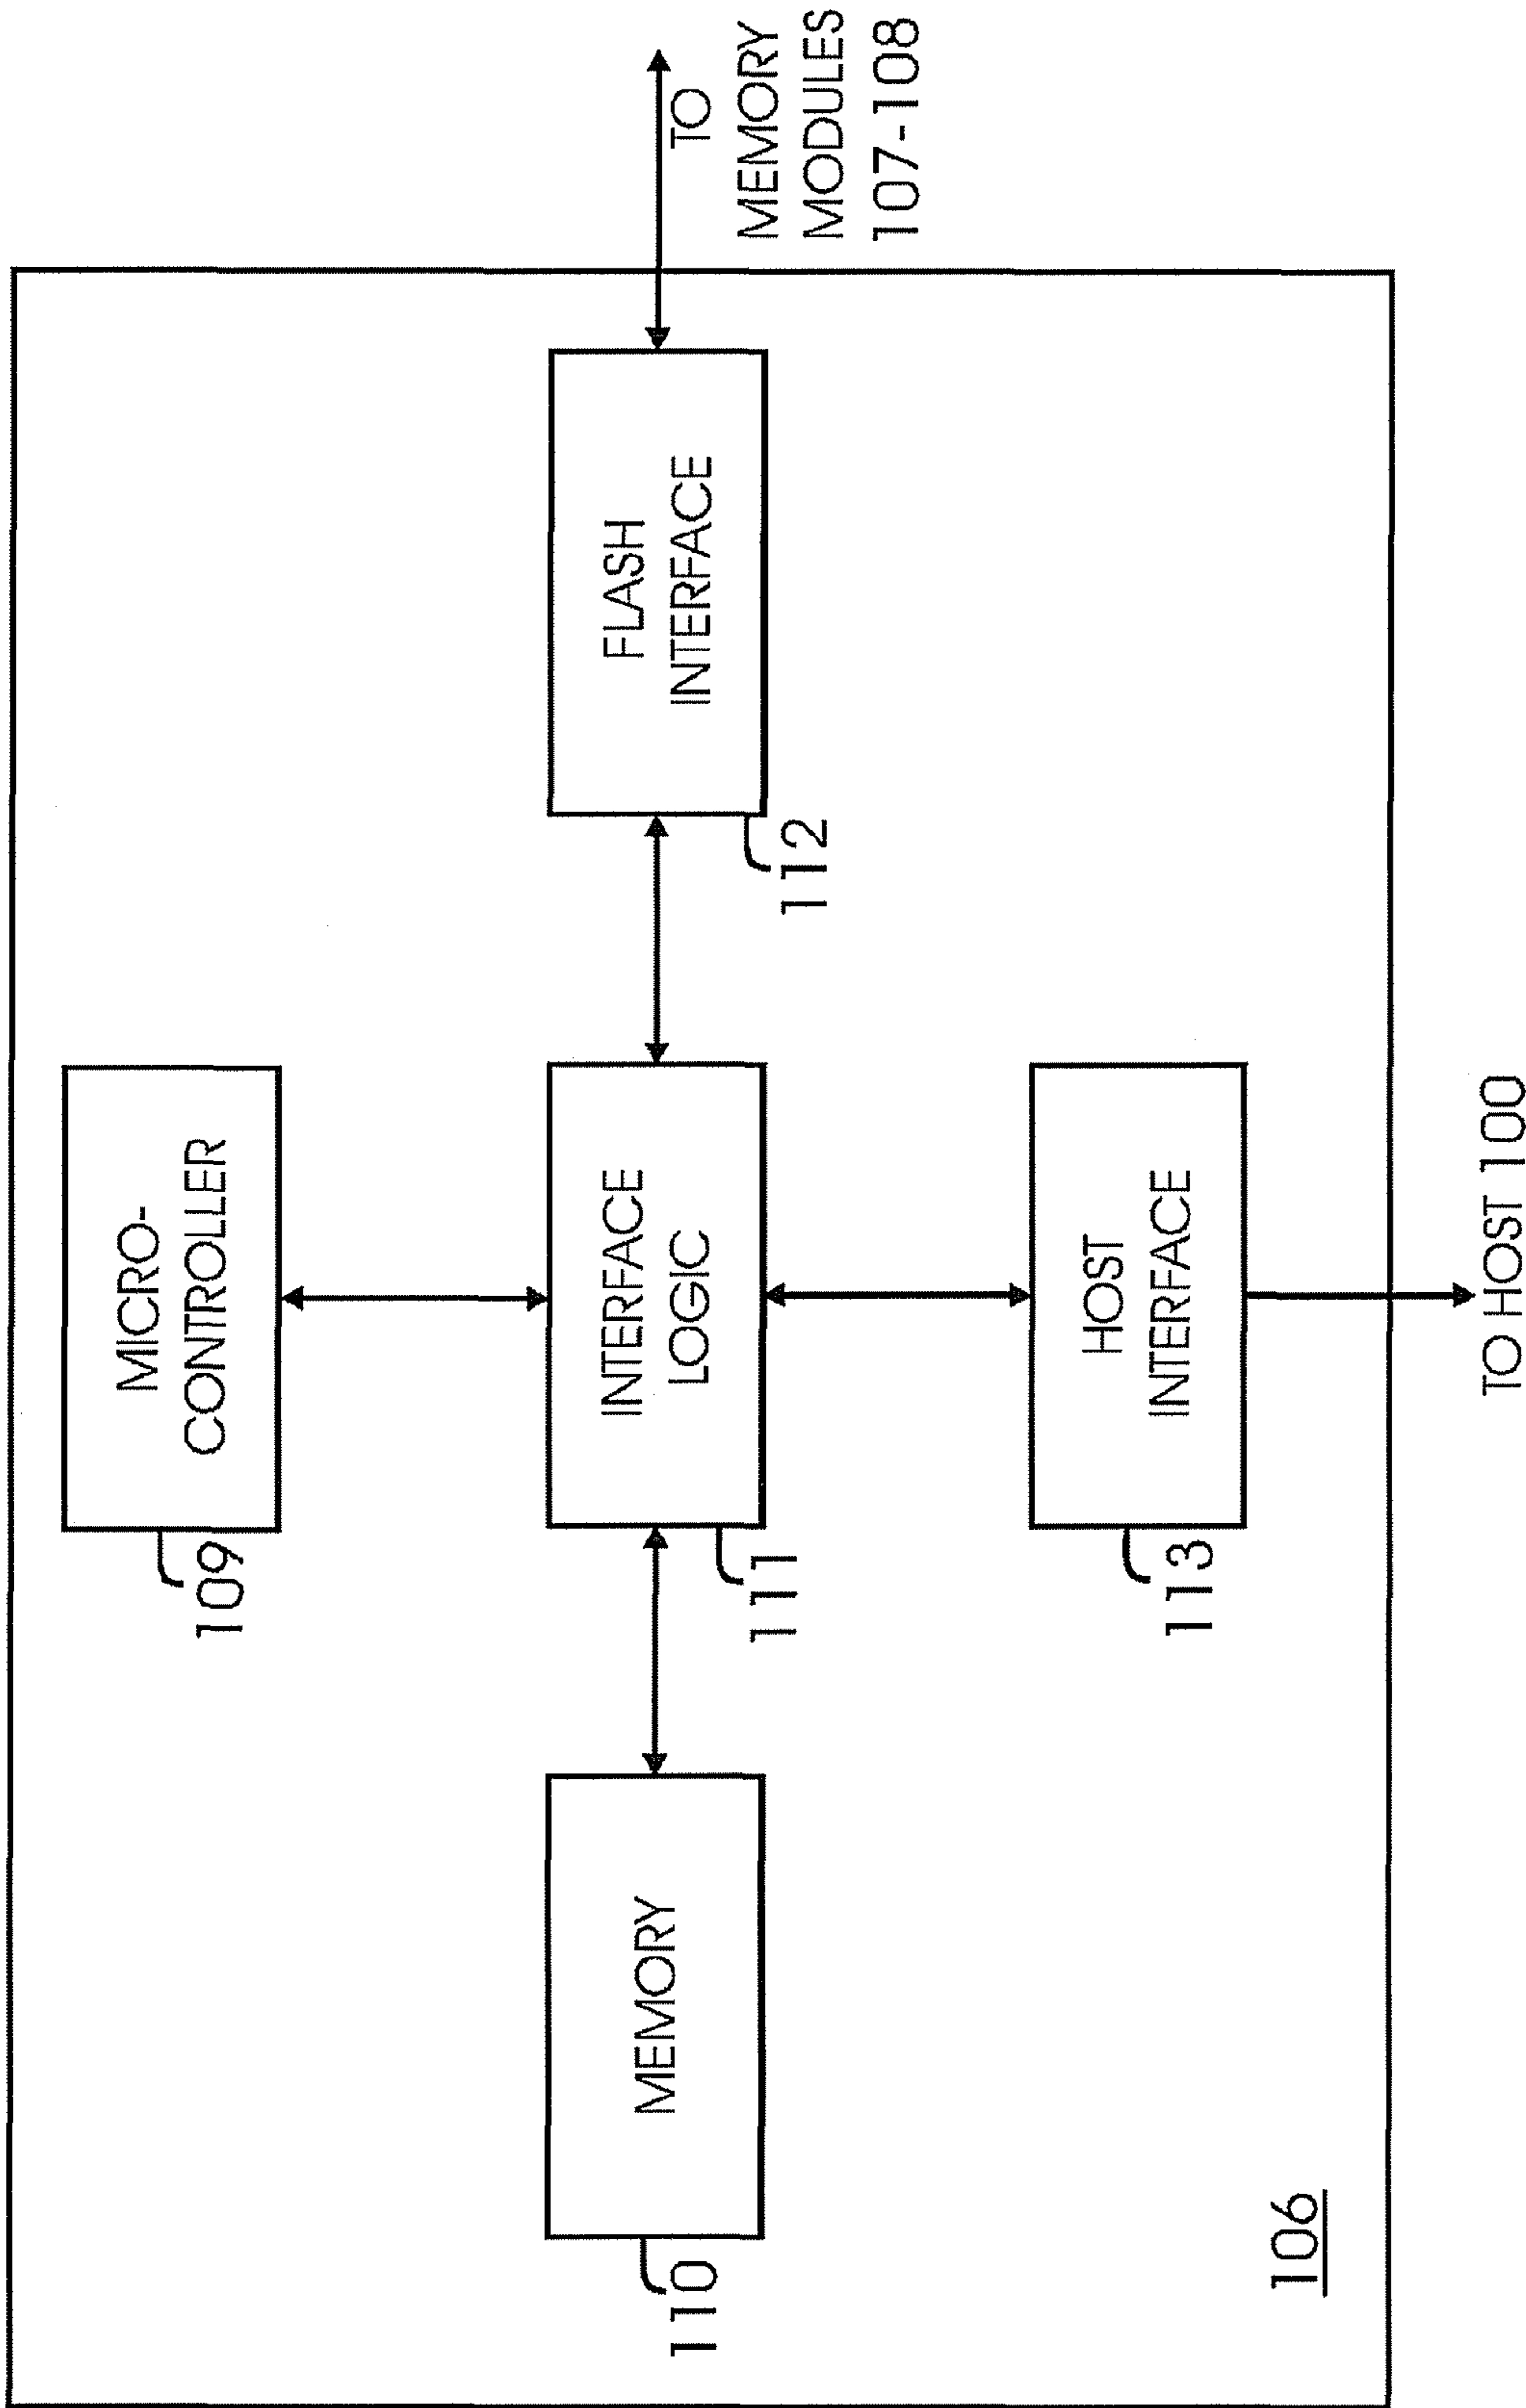 MICRO-
CONTROLLER
109
MEMORY
110
INTERFACE
LOGIC
111
FLASH
INTERFACE
112
TO
MEMORY
MODULES
107-108
HOST
INTERFACE
113
106
TO HOST 100